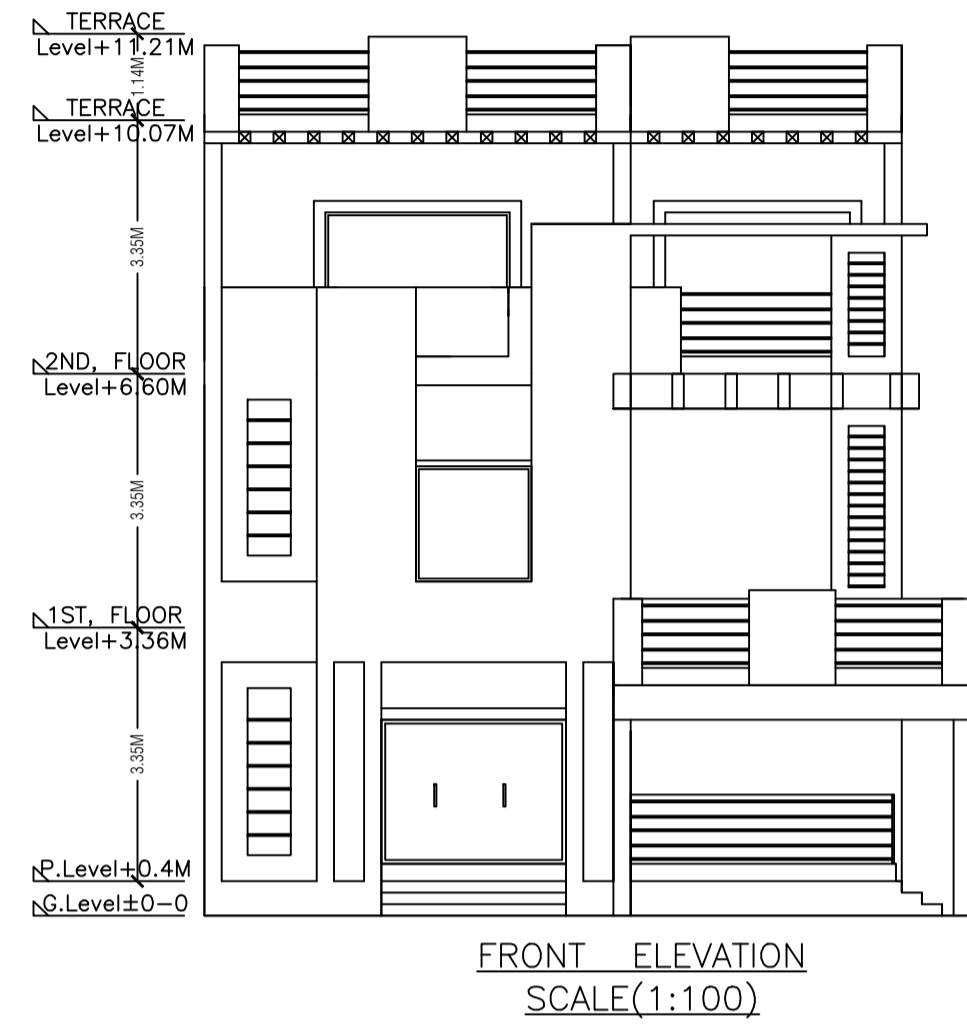 TERRACE
Level+11.21M
1.14M
TERRACE
Level+10.07M
3.35M
2ND, FLOOR
Level+6.60M
3.35M
1ST, FLOOR
Level+3.36M
3.35M
P.Level+0.4M
G.Level±0-0
FRONT ELEVATION
SCALE(1:100)